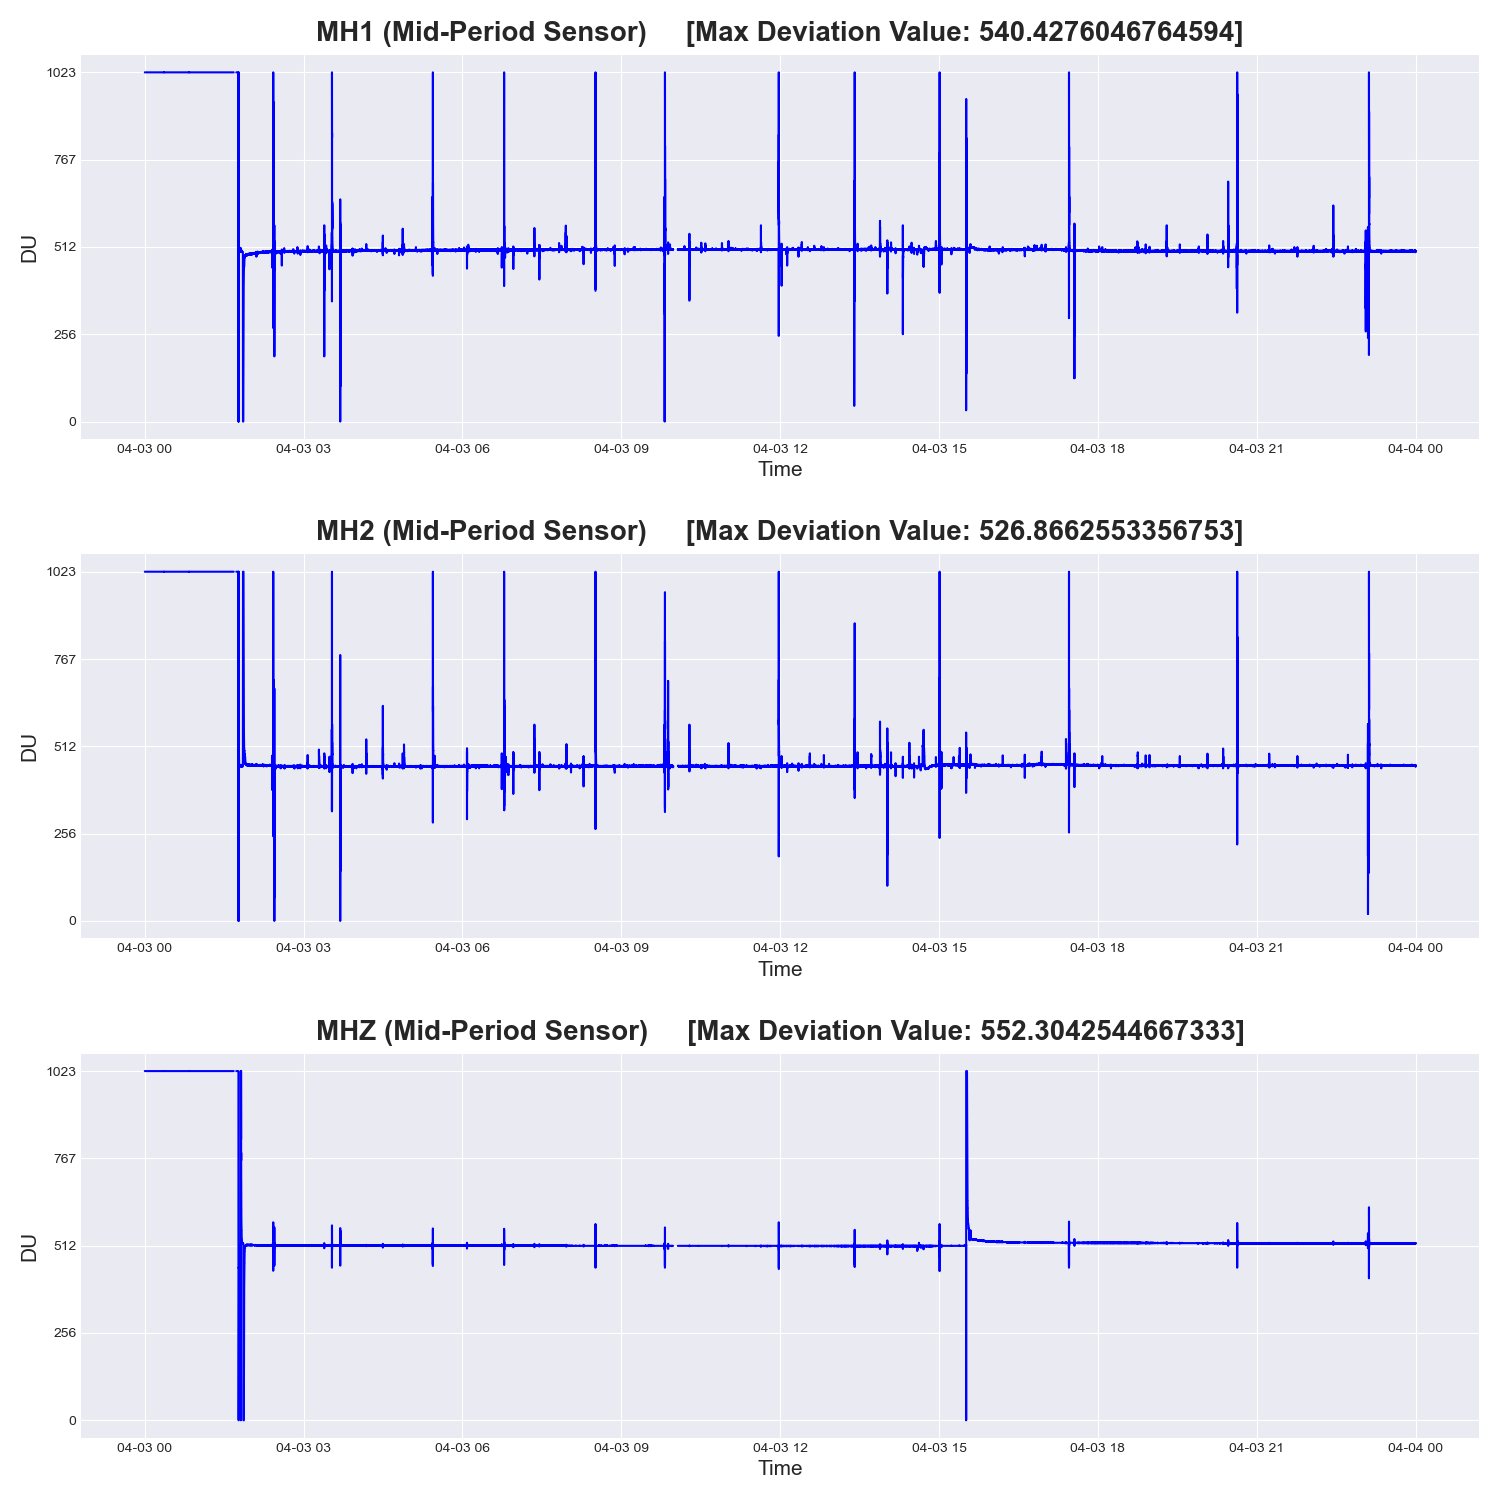 MH1 (Mid-Period Sensor) [Max Deviation Value: 540.4276046764594]
1023
767
512
256
0
DU
04-03 00 04-03 03 04-03 06 04-03 09 04-03 12 04-03 15 04-03 18 04-03 21 04-04 00
Time
MH2 (Mid-Period Sensor) [Max Deviation Value: 526.8662553356753]
1023
767
512
256
0
DU
04-03 00 04-03 03 04-03 06 04-03 09 04-03 12 04-03 15 04-03 18 04-03 21 04-04 00
Time
MHZ (Mid-Period Sensor) [Max Deviation Value: 552.3042544667333]
1023
767
512
256
0
DU
04-03 00 04-03 03 04-03 06 04-03 09 04-03 12 04-03 15 04-03 18 04-03 21 04-04 00
Time